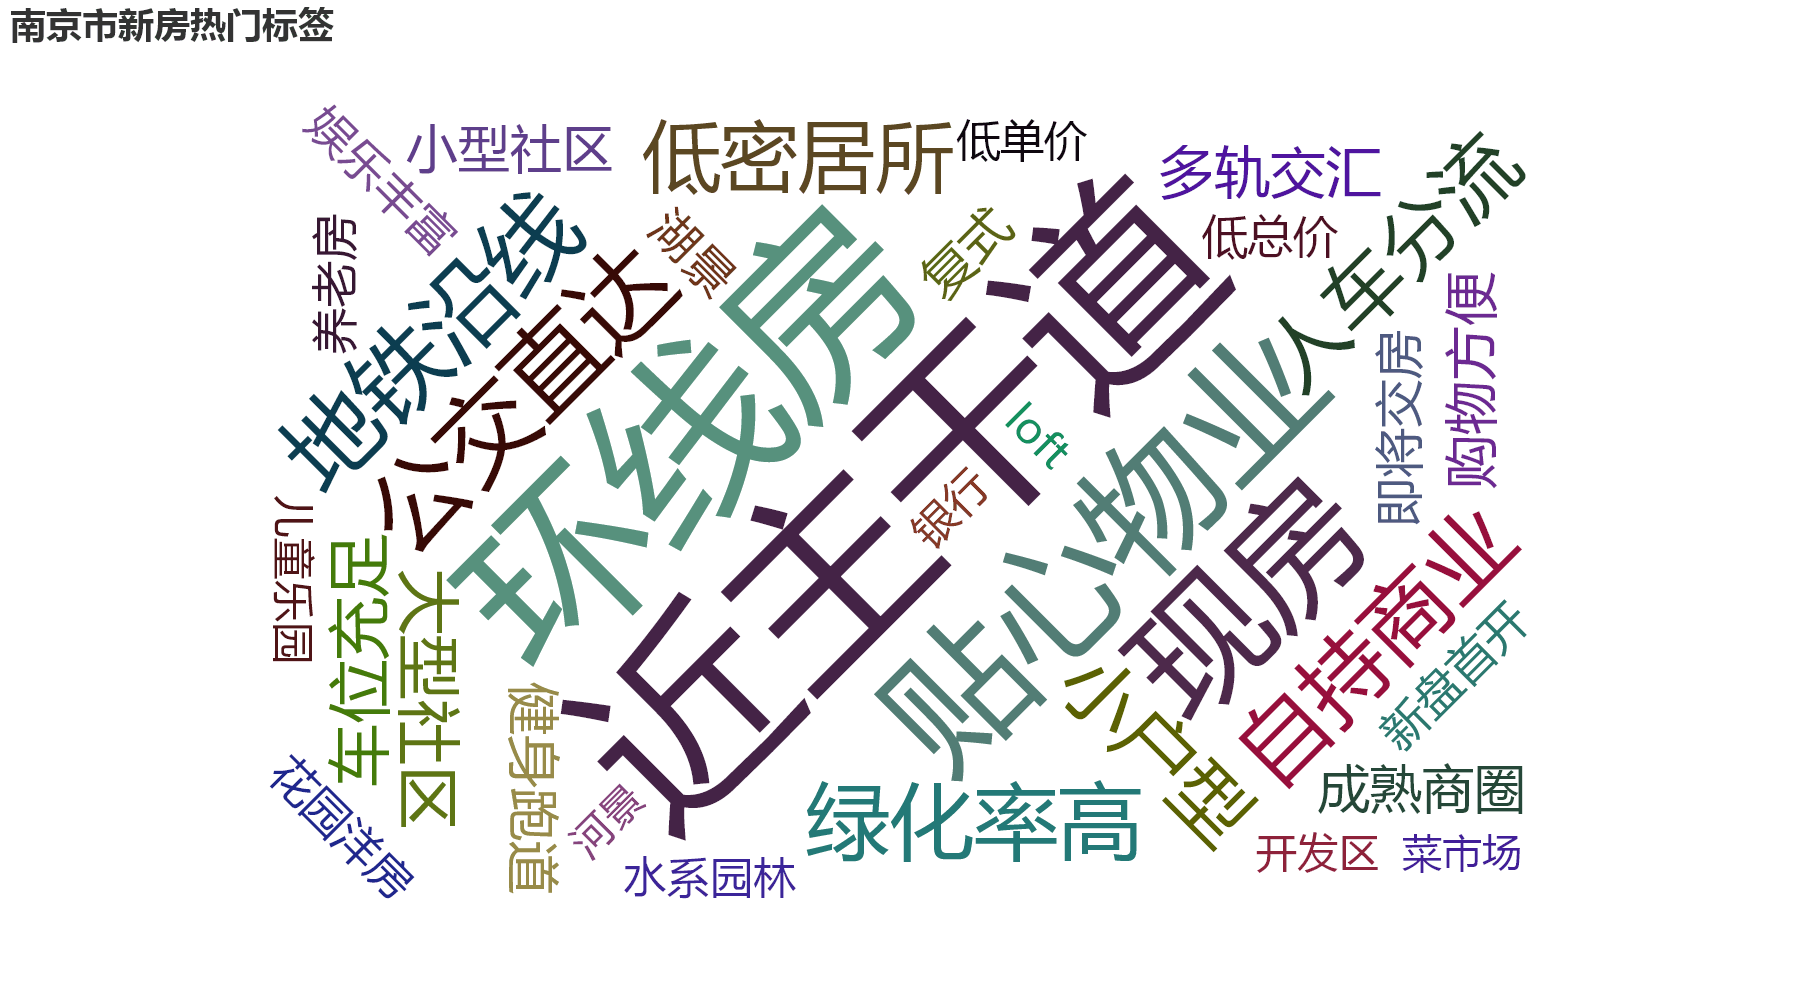 南京市新房热门标签
娱乐丰富
小型社区
低密居所
低单价
多轨交汇
人车分流
养老房
地铁沿线
湖景
复式
低总价
公交直达
环线房
近主干道
贴心物业
购物方便
即将交房
loft
银行
现房
儿童乐园
车位充足
大型社区
自持商业
新盘首开
健身跑道
小户型
花园洋房
河景
水系园林
绿化率高
成熟商圈
开发区
菜市场